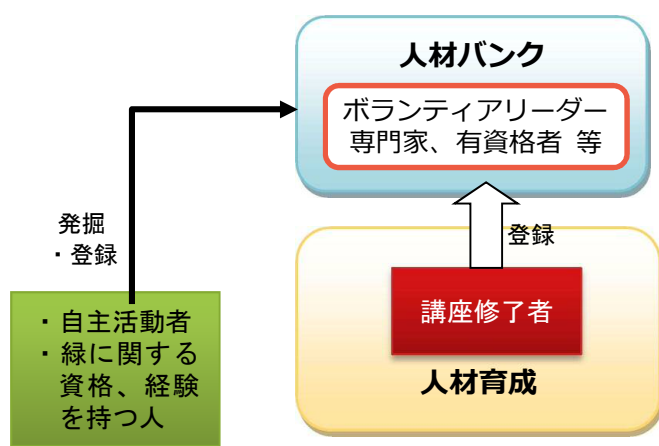 人材バンク
ボランティアリーダー
専門家、有資格者 等
発掘
・登録
登録
・自主活動者
・緑に関する
資格、経験
を持つ人
講座修了者
人材育成